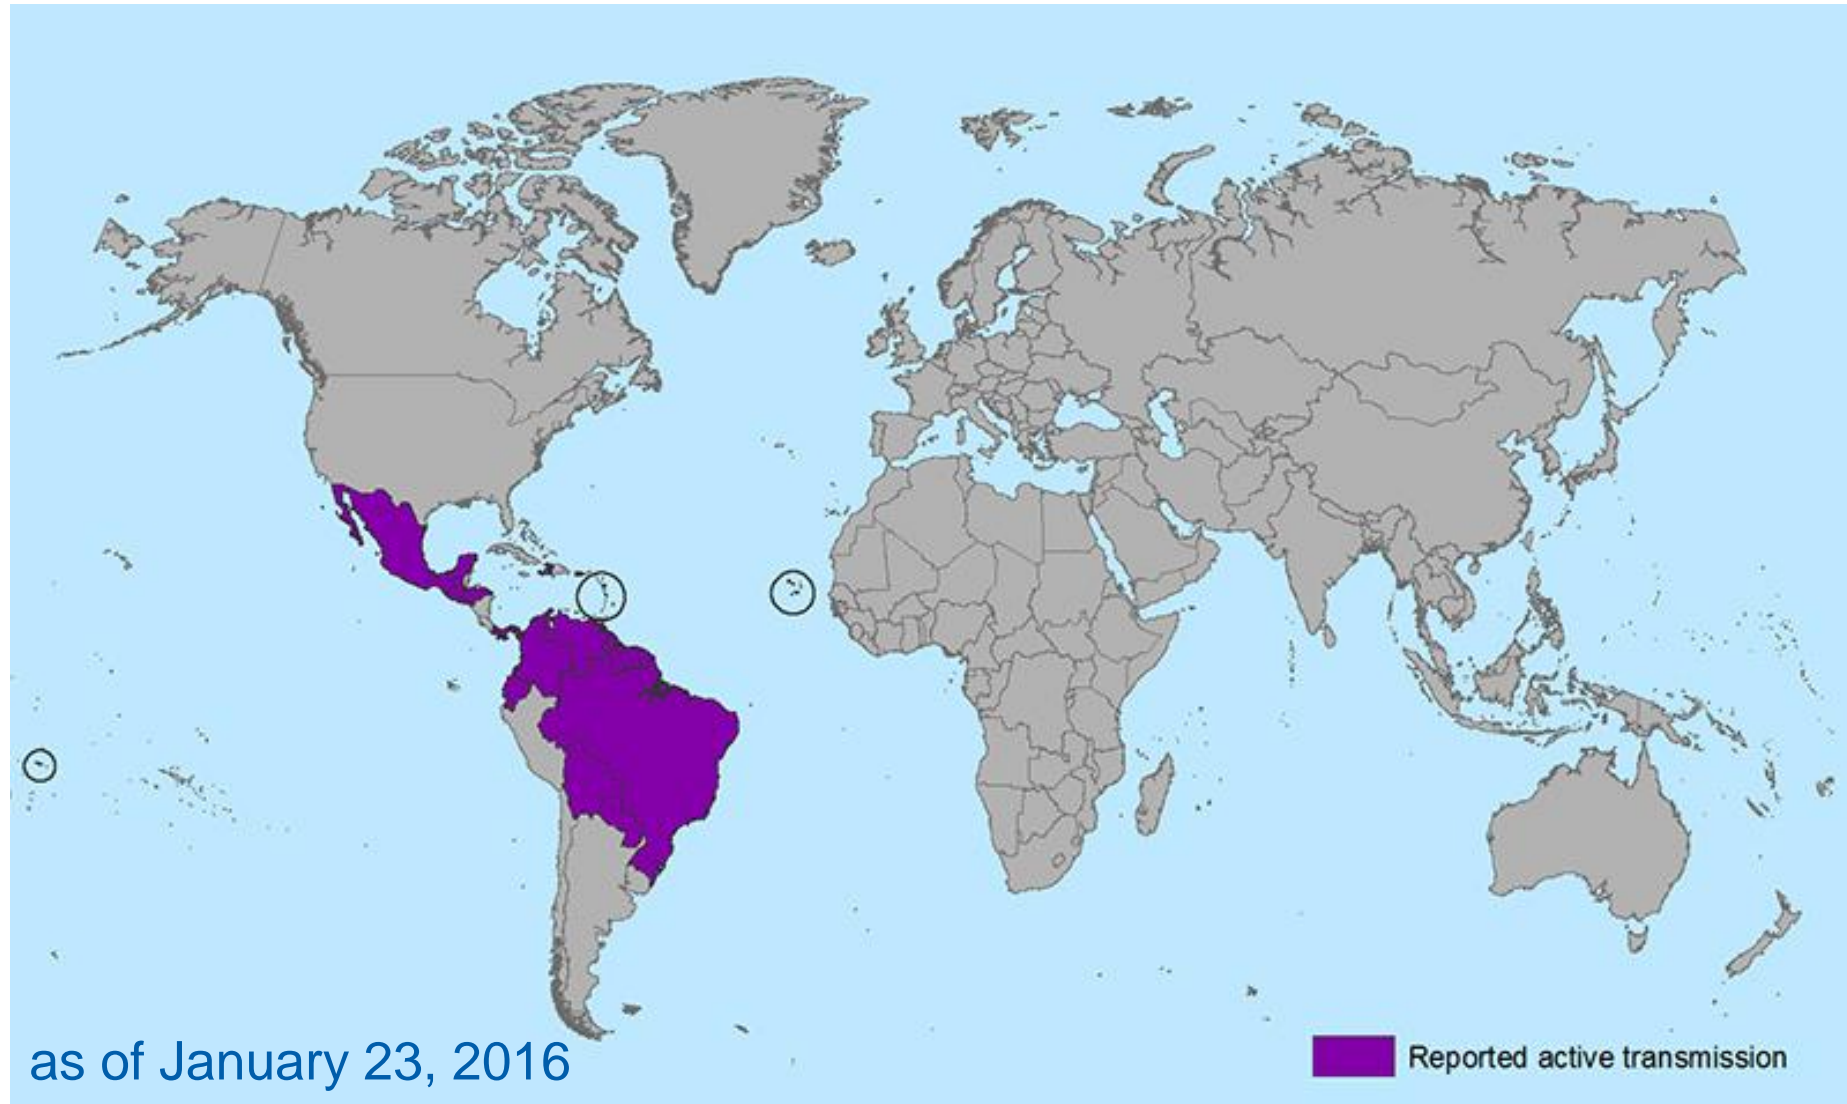 as of January 23, 2016
Reported active transmission